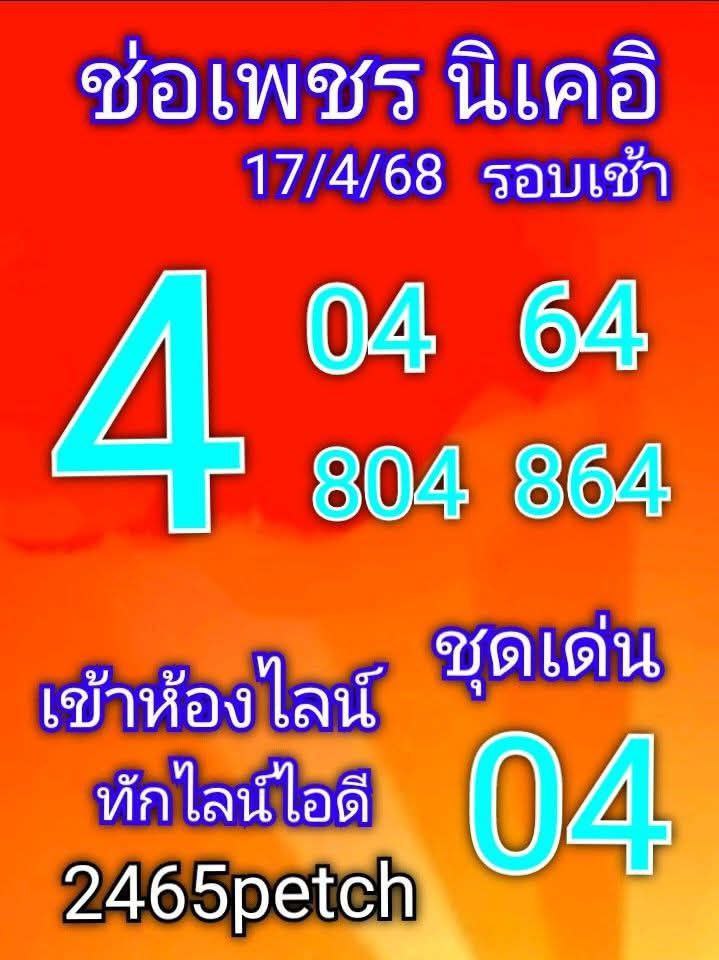 ช่อเพชร นิเคอิ
17/4/68 รอบเช้า
4
04 64
804 864
ชุดเด่น
04
เข้าห้องไลน์
ทักไลน์ไอดี
2465petch